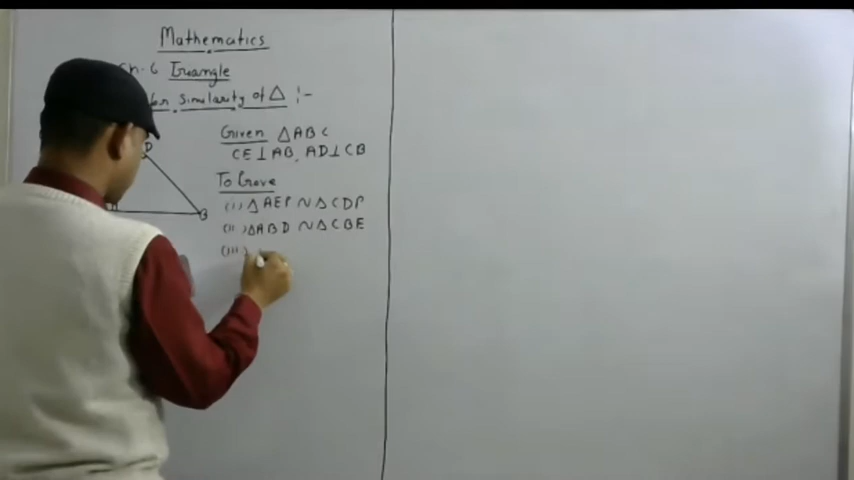 Mathematics
Ch-6 Triangle
for Similarity of △ :-
Given △ABC
CE⊥AB, AD⊥CB
To Prove
(i) △AEP ~ △CDP
(ii) △ABD ~ △CBE
(iii)
D
B